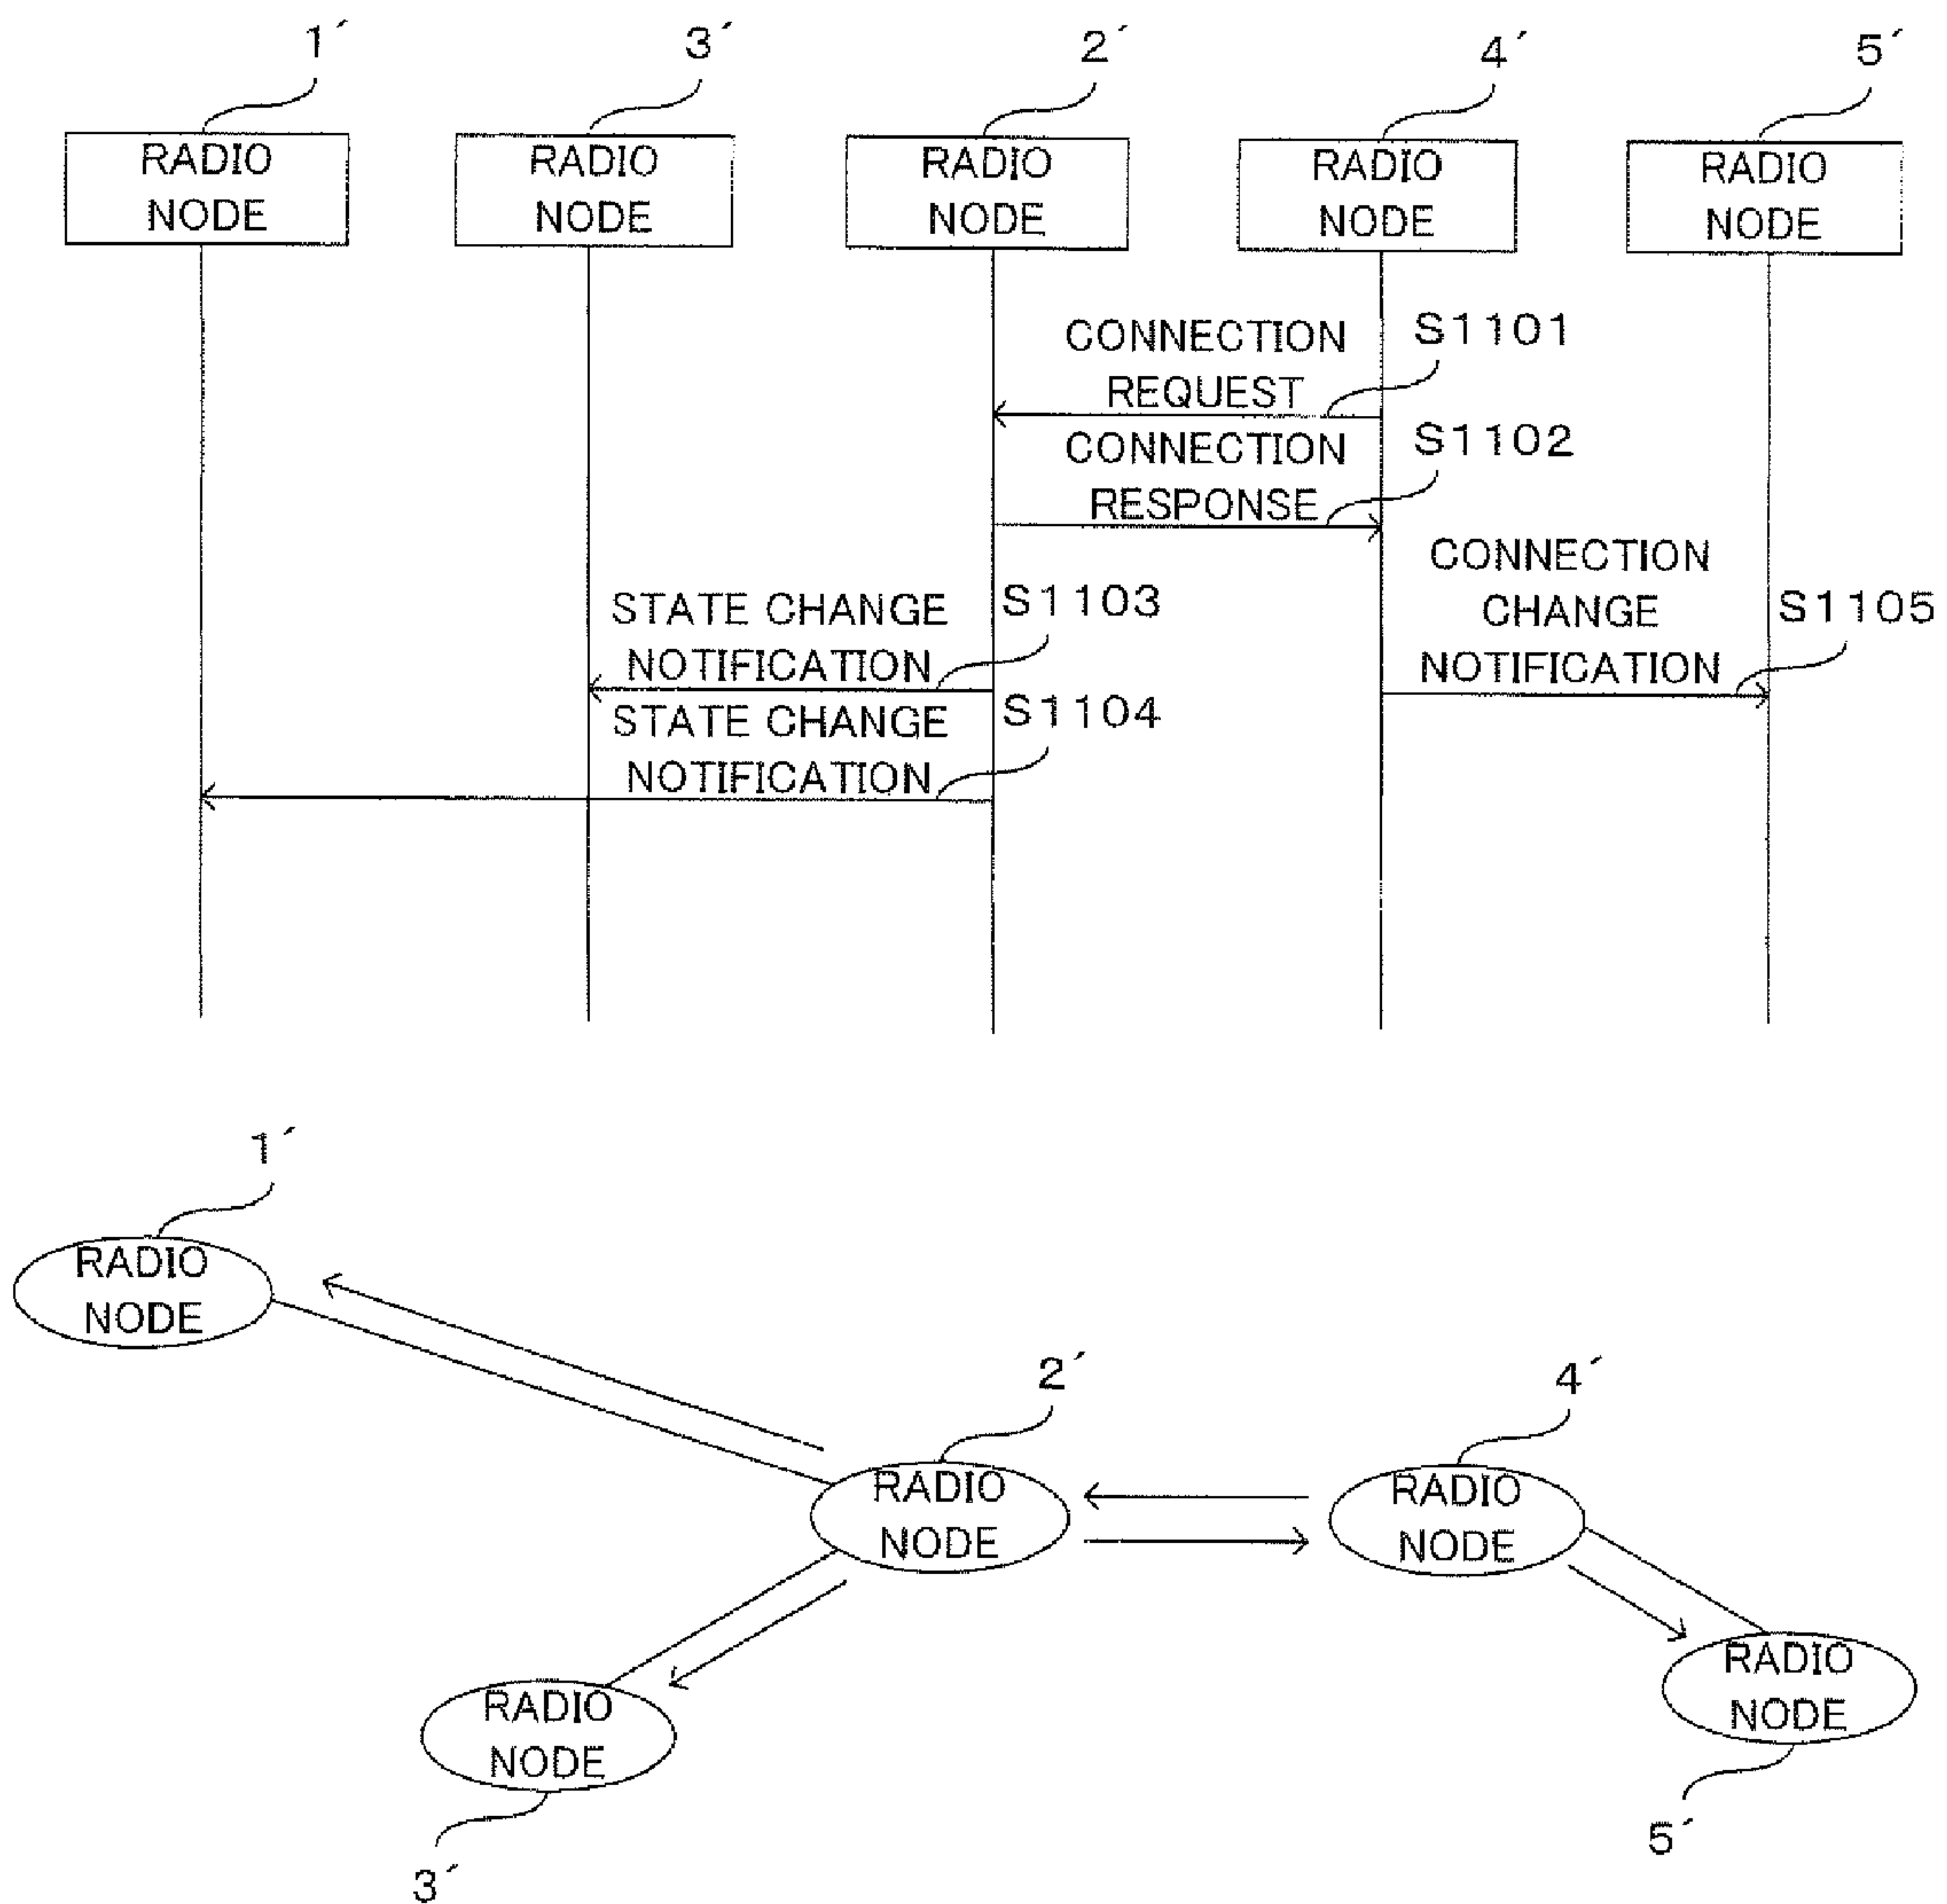 1´ 3´ 2´ 4´ 5´
RADIO RADIO RADIO RADIO RADIO
NODE NODE NODE NODE NODE
CONNECTION S1101
REQUEST
CONNECTION S1102
RESPONSE
CONNECTION
STATE CHANGE S1103 CHANGE S1105
NOTIFICATION NOTIFICATION
STATE CHANGE S1104
NOTIFICATION
1´
RADIO
NODE
2´ 4´
RADIO RADIO
NODE NODE
RADIO
NODE
5´
RADIO
NODE
3´